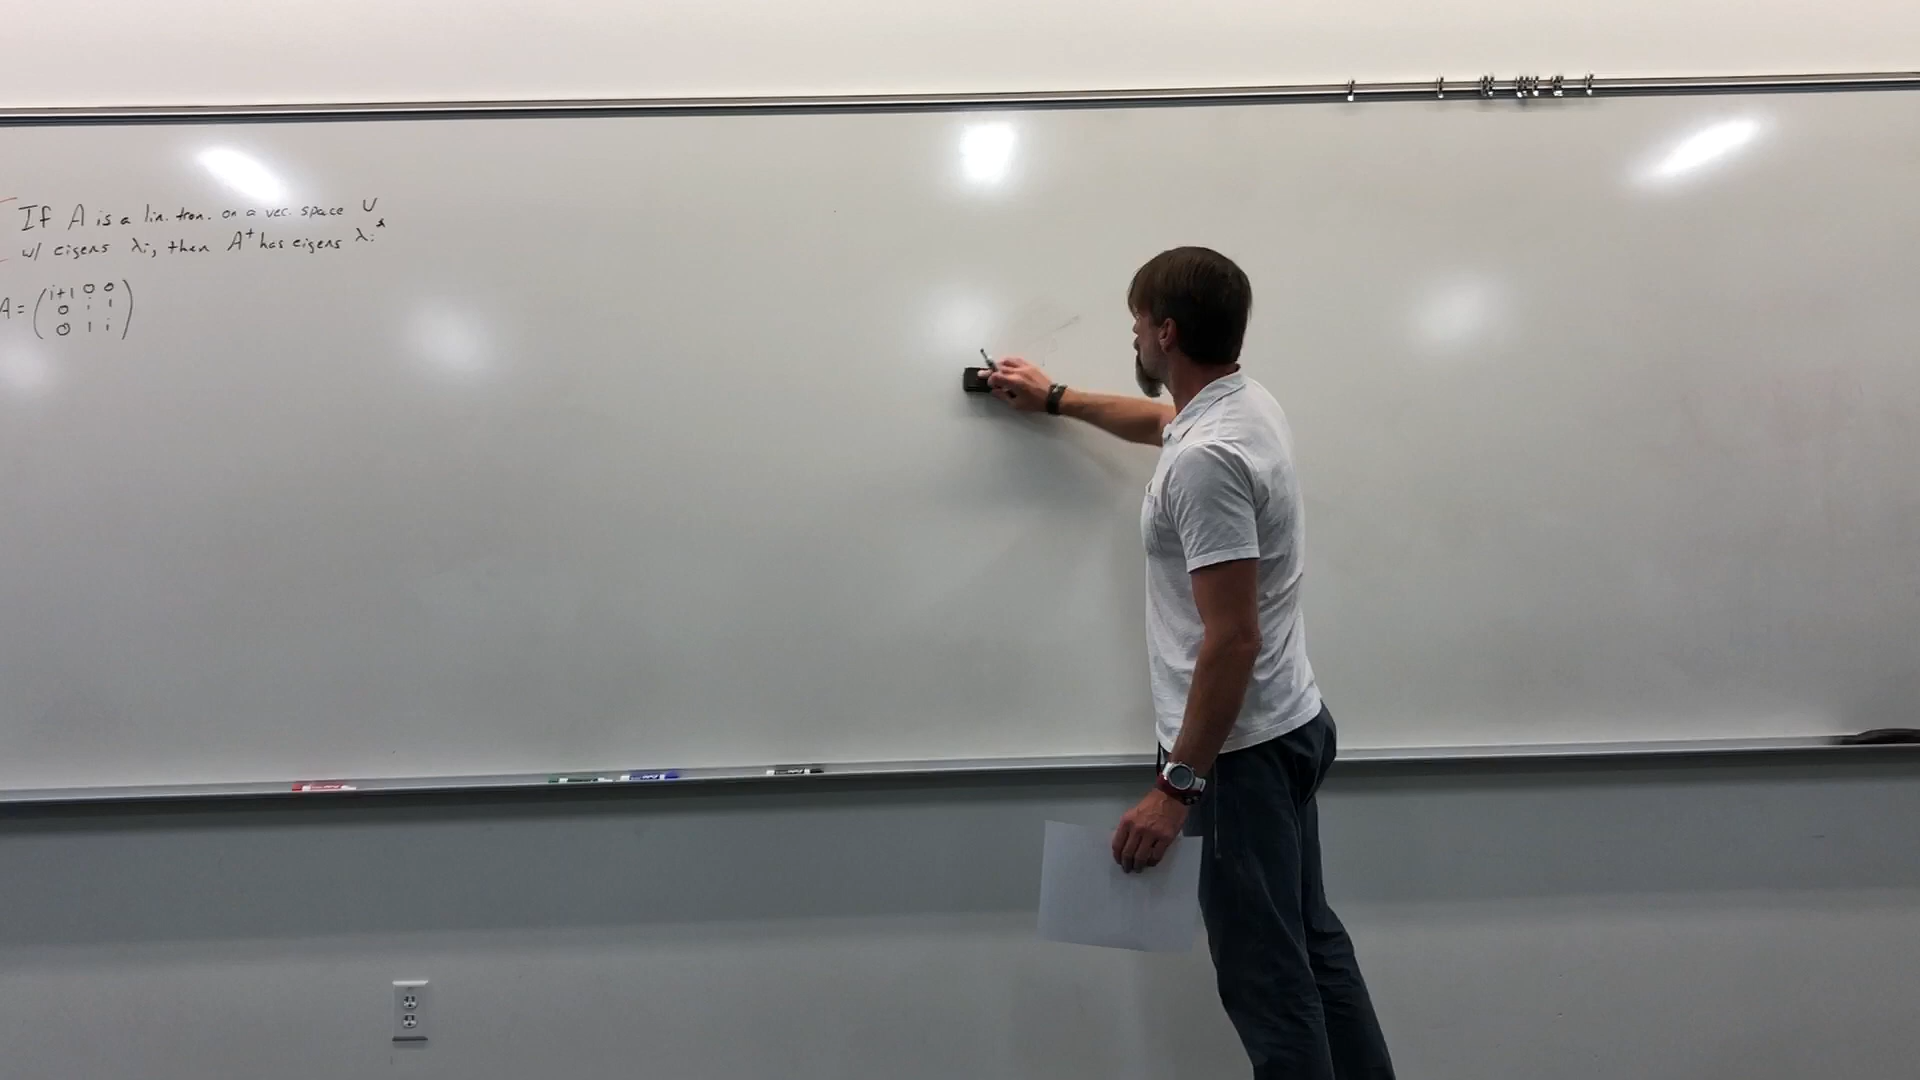 If A is a lin. tran. on a vec. space U
w/ eigens λi, then A† has eigens λi*
A = (i+1 0 0
0 i 1
0 1 i)